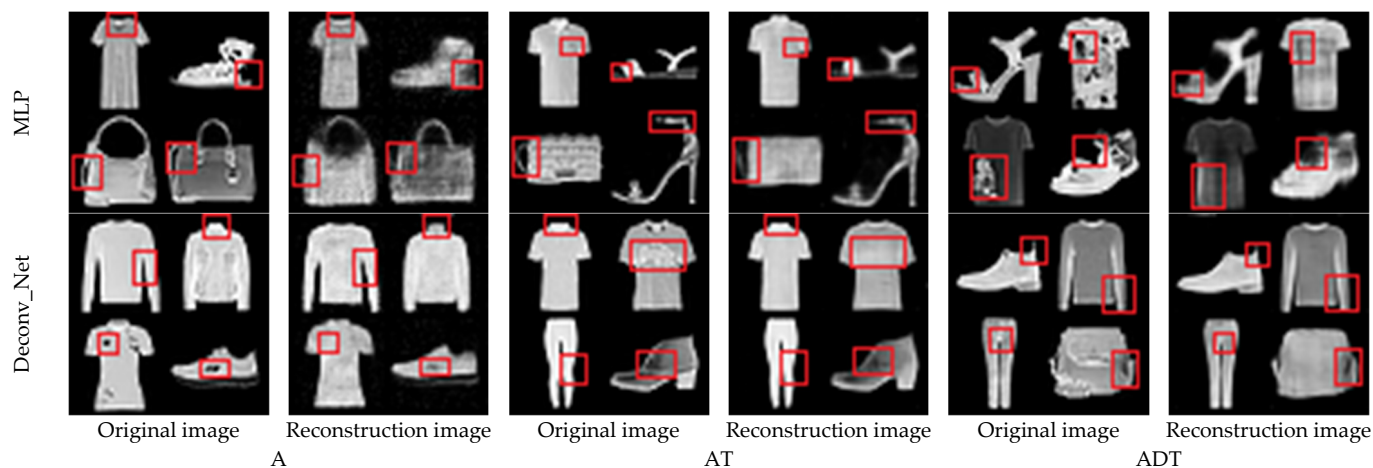 MLP
Deconv_Net
Original image Reconstruction image Original image Reconstruction image Original image Reconstruction image
A AT ADT